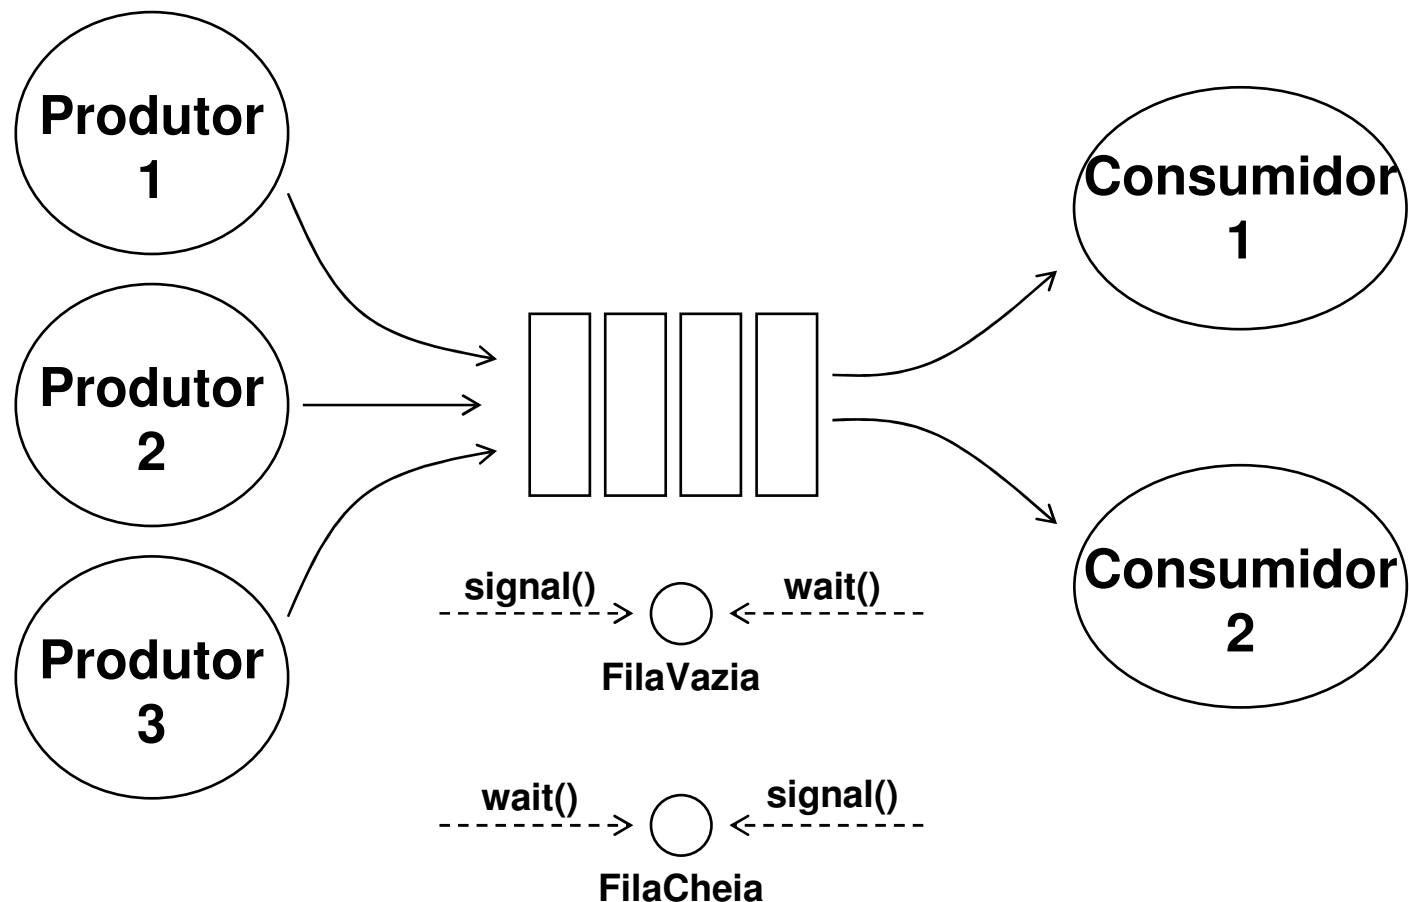 Produtor
1
Produtor
2
Produtor
3
Consumidor
1
Consumidor
2
signal()
wait()
FilaVazia
wait()
signal()
FilaCheia